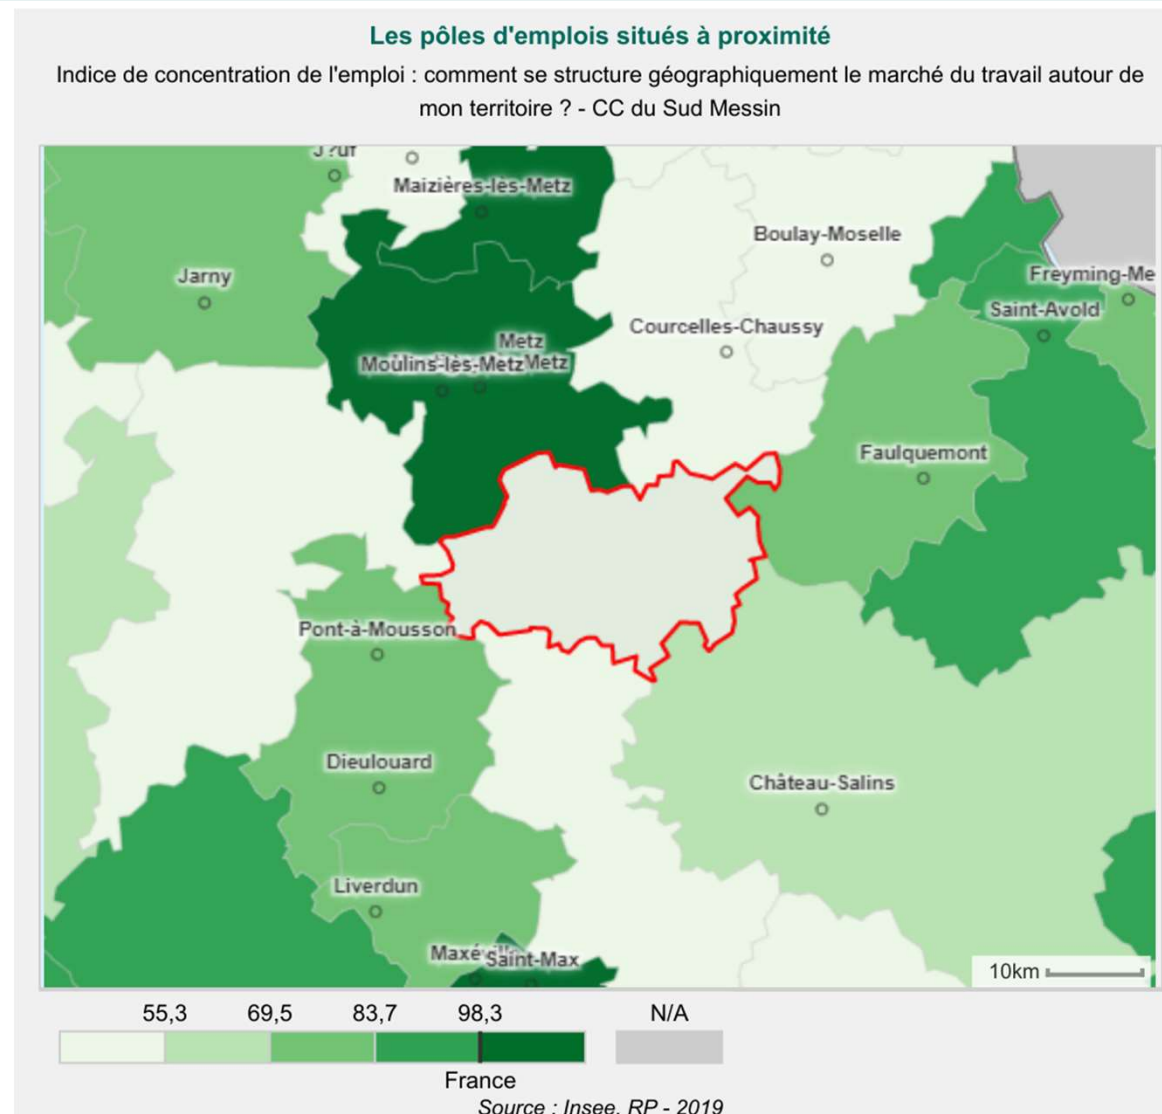 Les pôles d'emplois situés à proximité
Indice de concentration de l'emploi : comment se structure géographiquement le marché du travail autour de
mon territoire ? - CC du Sud Messin
J?uf
Maizières-lès-Metz
Boulay-Moselle
Jarny
Freyming-Me
Saint-Avold
Courcelles-Chaussy
Metz
Moulins-lès-Metz Metz
Faulquemont
Pont-à-Mousson
Dieulouard
Château-Salins
Liverdun
Saint-Max
10km
55,3 69,5 83,7 98,3 N/A
France
Source : Insee, RP - 2019